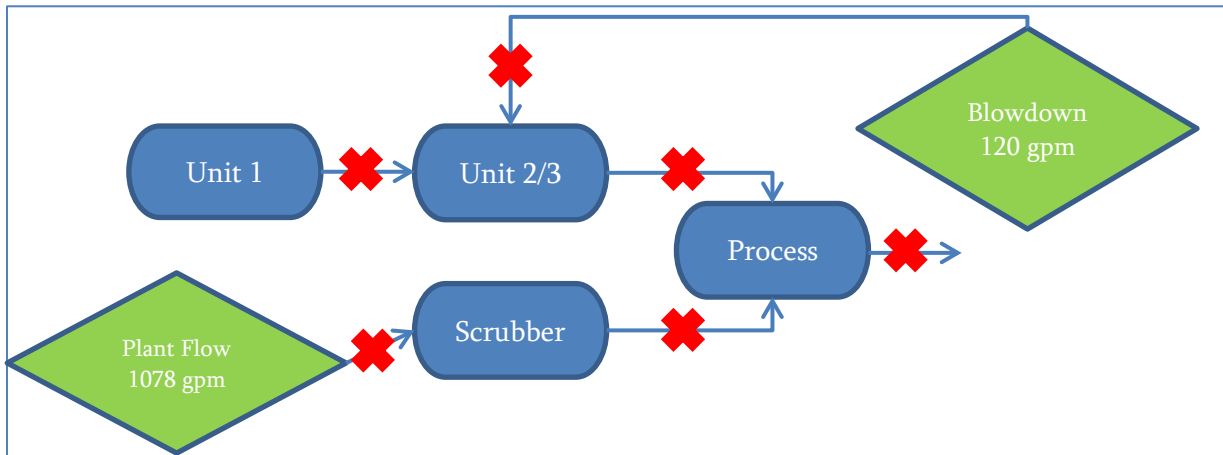 Blowdown
120 gpm
Unit 1
Unit 2/3
Process
Scrubber
Plant Flow
1078 gpm